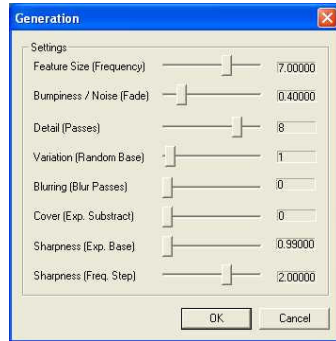 Generation
Settings
Feature Size (Frequency) 7.00000
Bumpiness / Noise (Fade) 0.40000
Detail (Passes) 8
Variation (Random Base) 1
Blurring (Blur Passes) 0
Cover (Exp. Substract) 0
Sharpness (Exp. Base) 0.99000
Sharpness (Freq. Step) 2.00000
OK Cancel